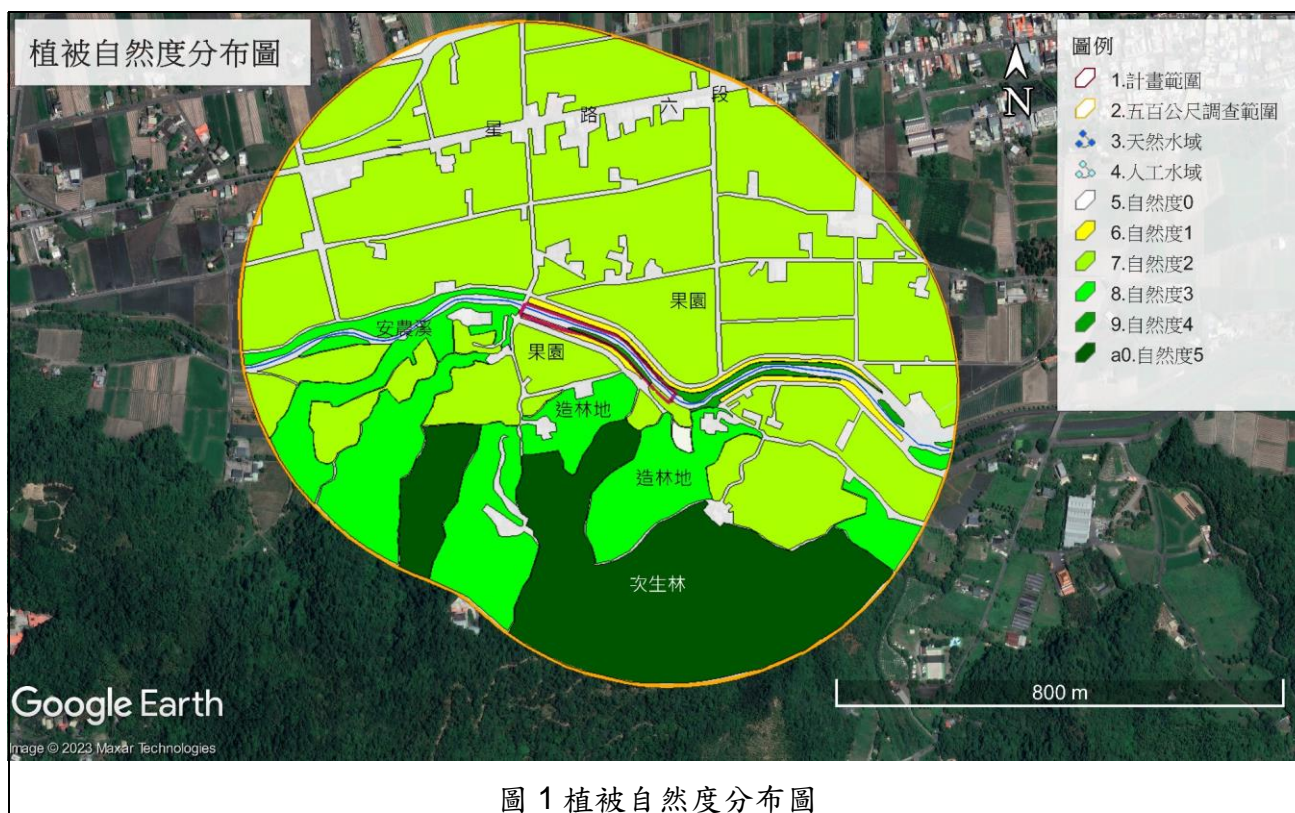 植被自然度分布圖
圖例
1.計畫範圍
2.五百公尺調查範圍
3.天然水域
4.人工水域
5.自然度0
6.自然度1
7.自然度2
8.自然度3
9.自然度4
a0.自然度5
N
三星路六段
果園
安農溪
果園
造林地
造林地
次生林
800 m
Google Earth
Image © 2023 Maxar Technologies
圖 1 植被自然度分布圖